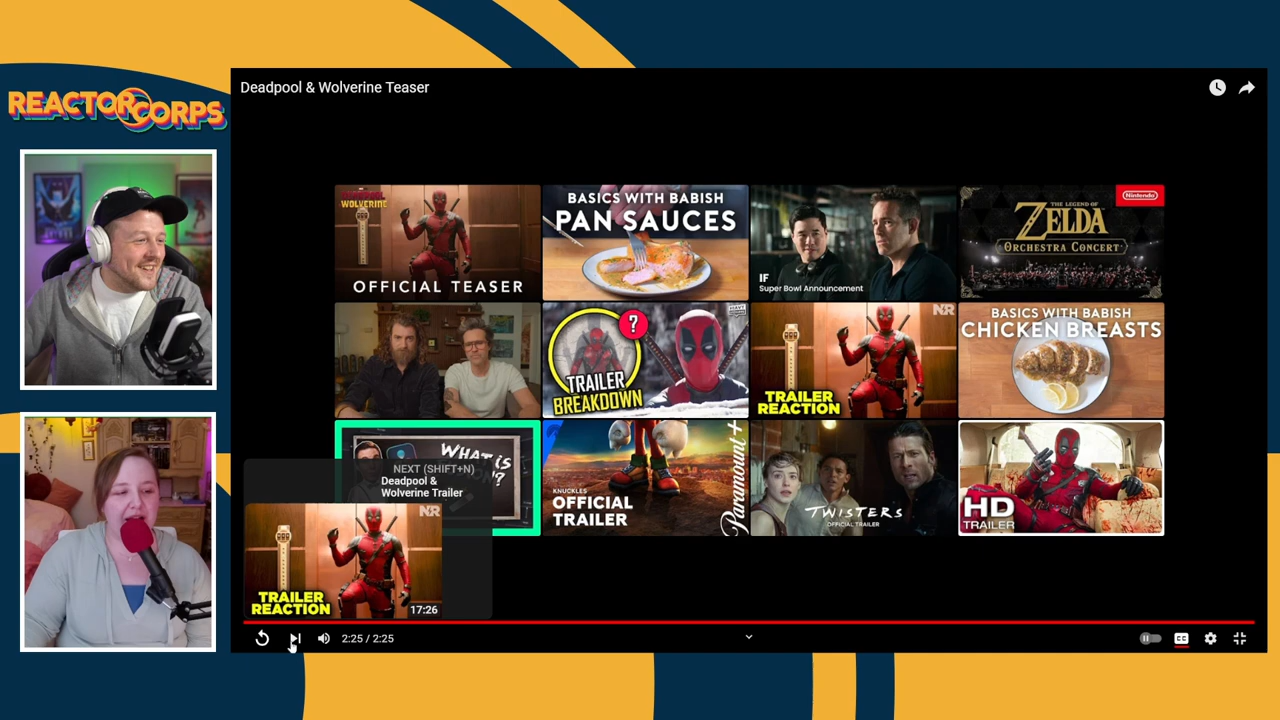 REACTOR CORPS
Deadpool & Wolverine Teaser
WOLVERINE
OFFICIAL TEASER
BASICS WITH BABISH
PAN SAUCES
IF
Super Bowl Announcement
Nintendo
THE LEGEND OF
ZELDA
ORCHESTRA CONCERT
?
TRAILER
BREAKDOWN
NR
TRAILER
REACTION
BASICS WITH BABISH
CHICKEN BREASTS
WHAT IS
?
KNUCKLES
OFFICIAL
TRAILER
Paramount+
TWISTERS
OFFICIAL TRAILER
HD
TRAILER
NEXT (SHIFT+N)
Deadpool &
Wolverine Trailer
NR
TRAILER
REACTION
17:26
2:25 / 2:25
CC